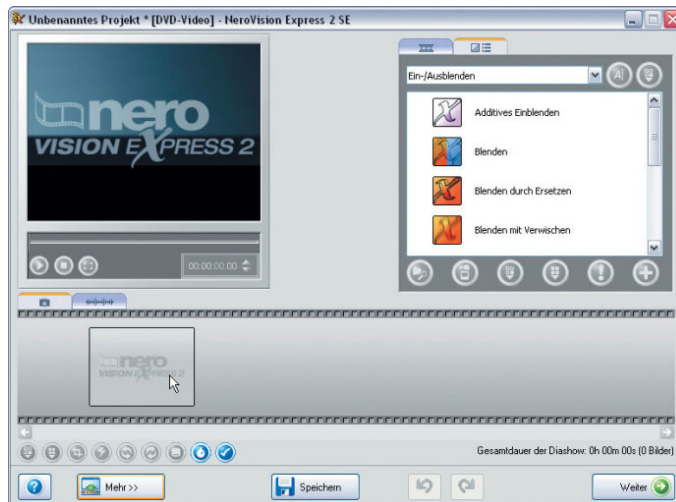 Unbenanntes Projekt * [DVD-Video] - NeroVision Express 2 SE
nero
VISION EXPRESS 2
00:00:00.00
Ein-/Ausblenden
Additives Einblenden
Blenden
Blenden durch Ersetzen
Blenden mit Verwischen
nero
VISION EXPRESS 2
Gesamtdauer der Diashow: 0h 00m 00s (0 Bilder)
Mehr >>
Speichern
Weiter